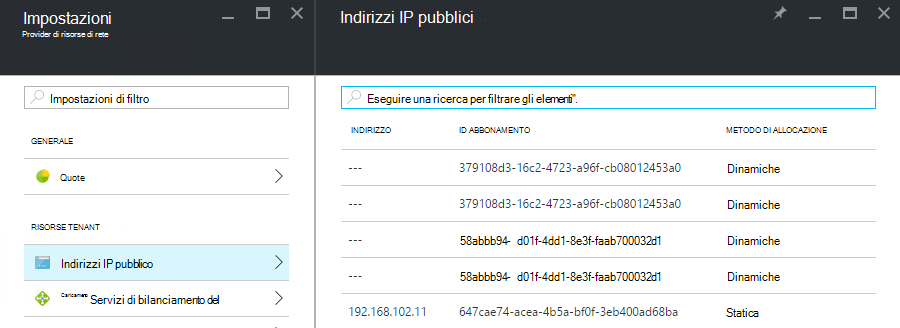 Impostazioni
Provider di risorse di rete
Impostazioni di filtro
GENERALE
Quote
RISORSE TENANT
Indirizzi IP pubblico
Caricamento Servizi di bilanciamento del
Indirizzi IP pubblici
Eseguire una ricerca per filtrare gli elementi".
INDIRIZZO ID ABBONAMENTO METODO DI ALLOCAZIONE
--- 379108d3-16c2-4723-a96f-cb08012453a0 Dinamiche
--- 379108d3-16c2-4723-a96f-cb08012453a0 Dinamiche
--- 58abbb94- d01f-4dd1-8e3f-faab700032d1 Dinamiche
--- 58abbb94- d01f-4dd1-8e3f-faab700032d1 Dinamiche
192.168.102.11 647cae74-acea-4b5a-bf0f-3eb400ad68ba Statica